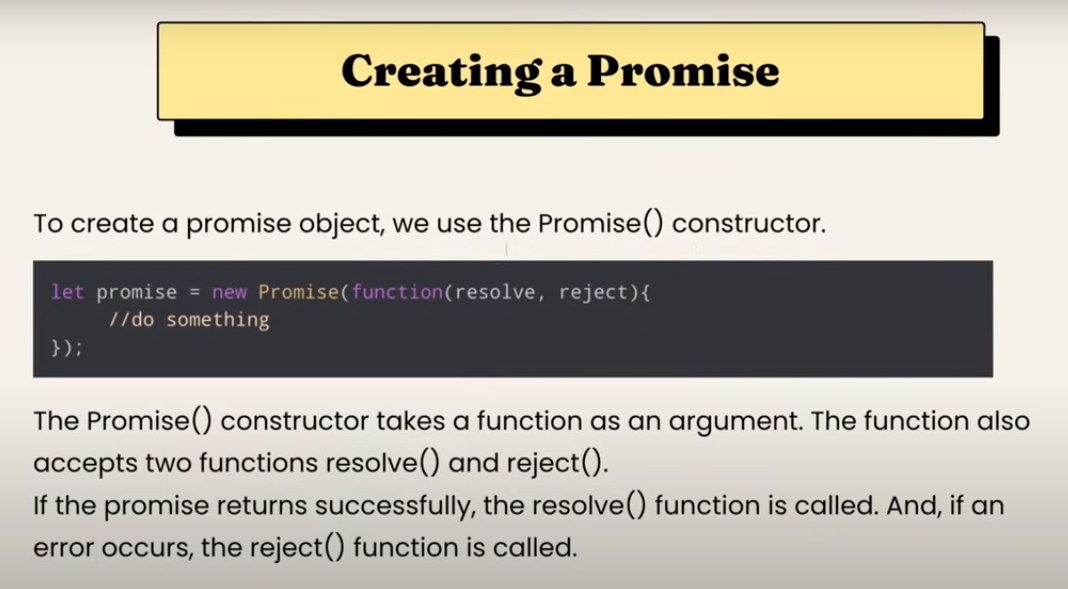 Creating a Promise
To create a promise object, we use the Promise() constructor.
let promise = new Promise(function(resolve, reject){
//do something
});
The Promise() constructor takes a function as an argument. The function also
accepts two functions resolve() and reject().
If the promise returns successfully, the resolve() function is called. And, if an
error occurs, the reject() function is called.